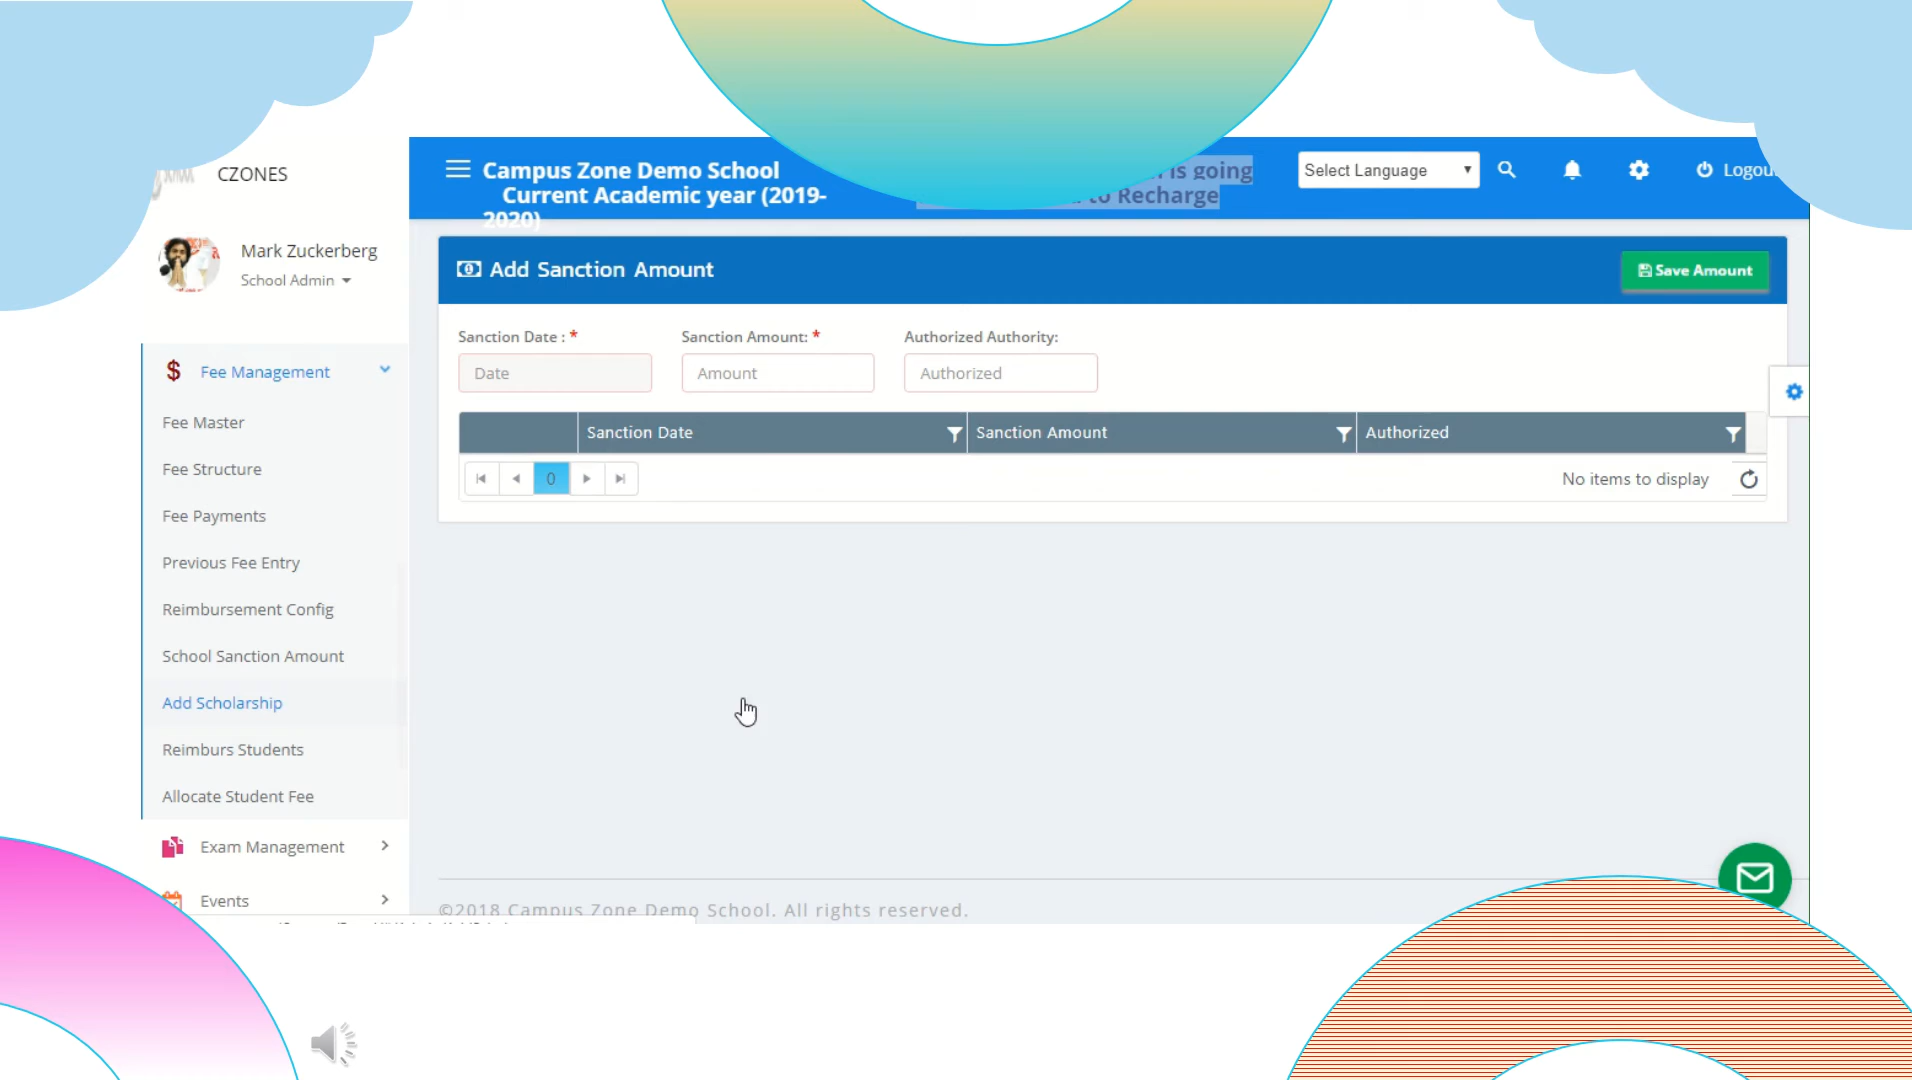 CZONES
Campus Zone Demo School
Current Academic year (2019-
2020)
is going
to Recharge
Select Language
Logou
Mark Zuckerberg
School Admin
Add Sanction Amount
Save Amount
Sanction Date : *
Sanction Amount: *
Authorized Authority:
Date
Amount
Authorized
Sanction Date
Sanction Amount
Authorized
0
No items to display
Fee Management
Fee Master
Fee Structure
Fee Payments
Previous Fee Entry
Reimbursement Config
School Sanction Amount
Add Scholarship
Reimburs Students
Allocate Student Fee
Exam Management
Events
©2018 Campus Zone Demo School. All rights reserved.